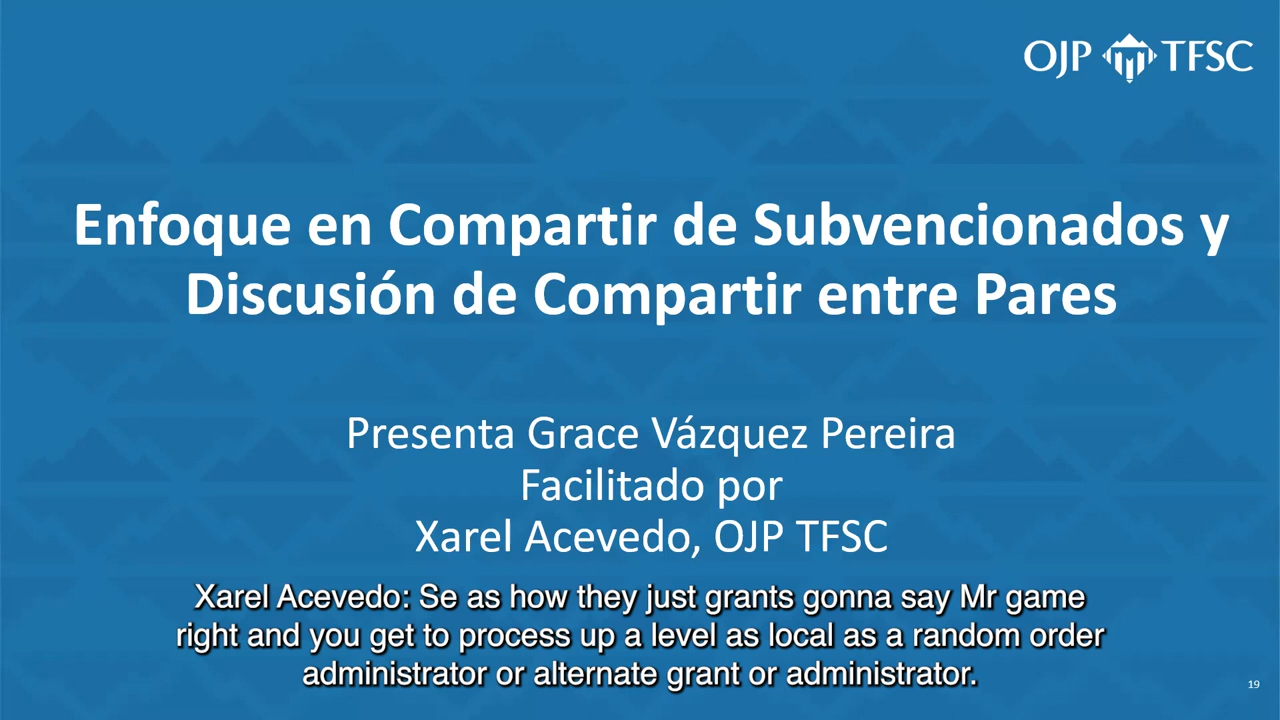 OJP TFSC
Enfoque en Compartir de Subvencionados y
Discusión de Compartir entre Pares
Presenta Grace Vázquez Pereira
Facilitado por
Xarel Acevedo, OJP TFSC
Xarel Acevedo: Se as how they just grants gonna say Mr game
right and you get to process up a level as local as a random order
administrator or alternate grant or administrator.
19